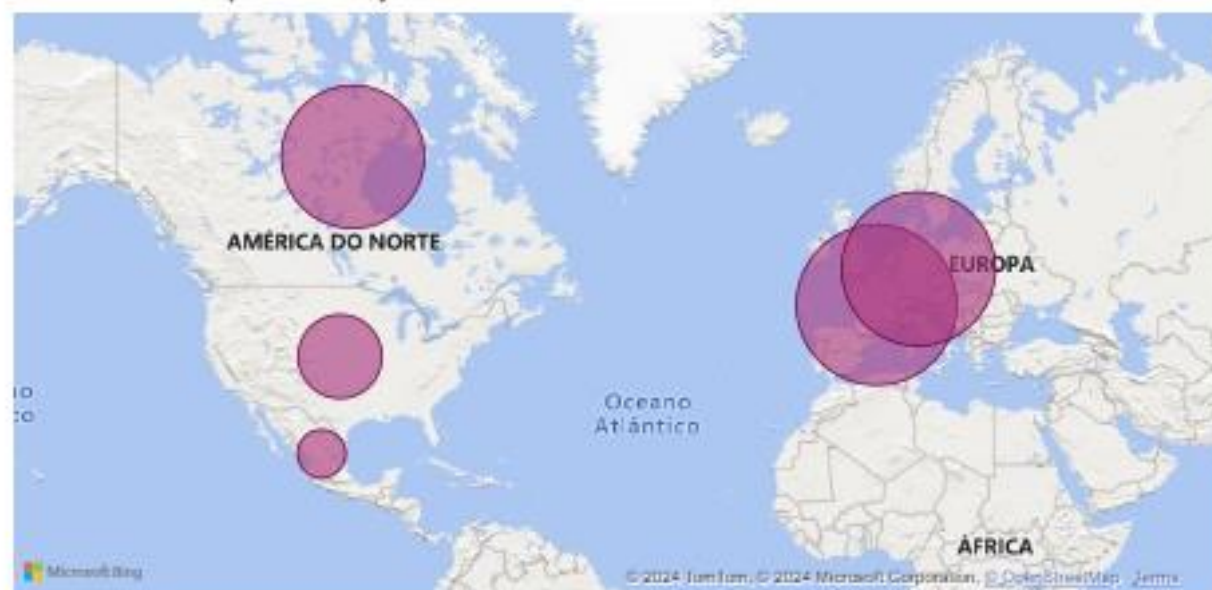 AMÉRICA DO NORTE
EUROPA
Oceano
Atlântico
ÁFRICA
Microsoft Bing
© 2024 TomTom, © 2024 Microsoft Corporation, © OpenStreetMap Terms